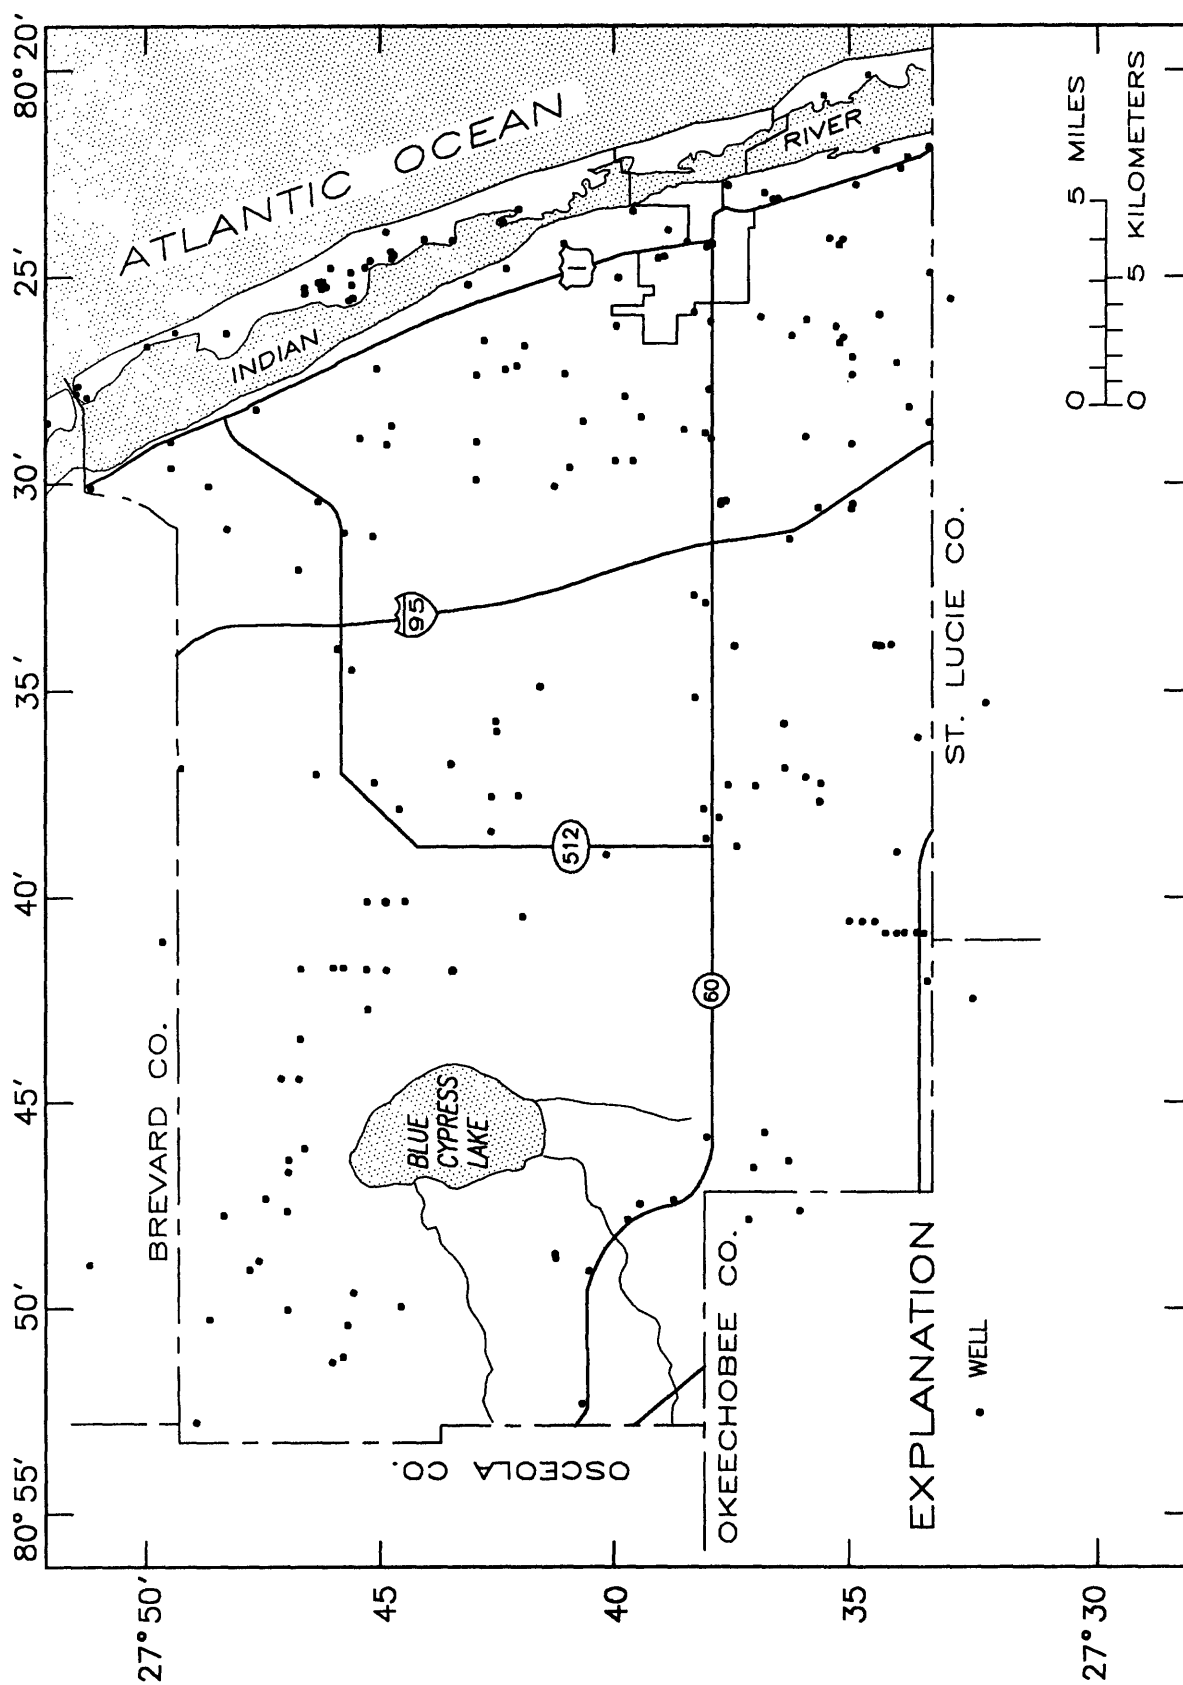 80° 55′
50′
45′
40′
35′
30′
25′
80° 20′
27° 50′
45′
40′
35′
27° 30′
BREVARD CO.
OSCEOLA CO.
OKEECHOBEE CO.
ST. LUCIE CO.
ATLANTIC OCEAN
INDIAN
RIVER
BLUE
CYPRESS
LAKE
95
512
60
1
EXPLANATION
WELL
0 5 MILES
0 5 KILOMETERS